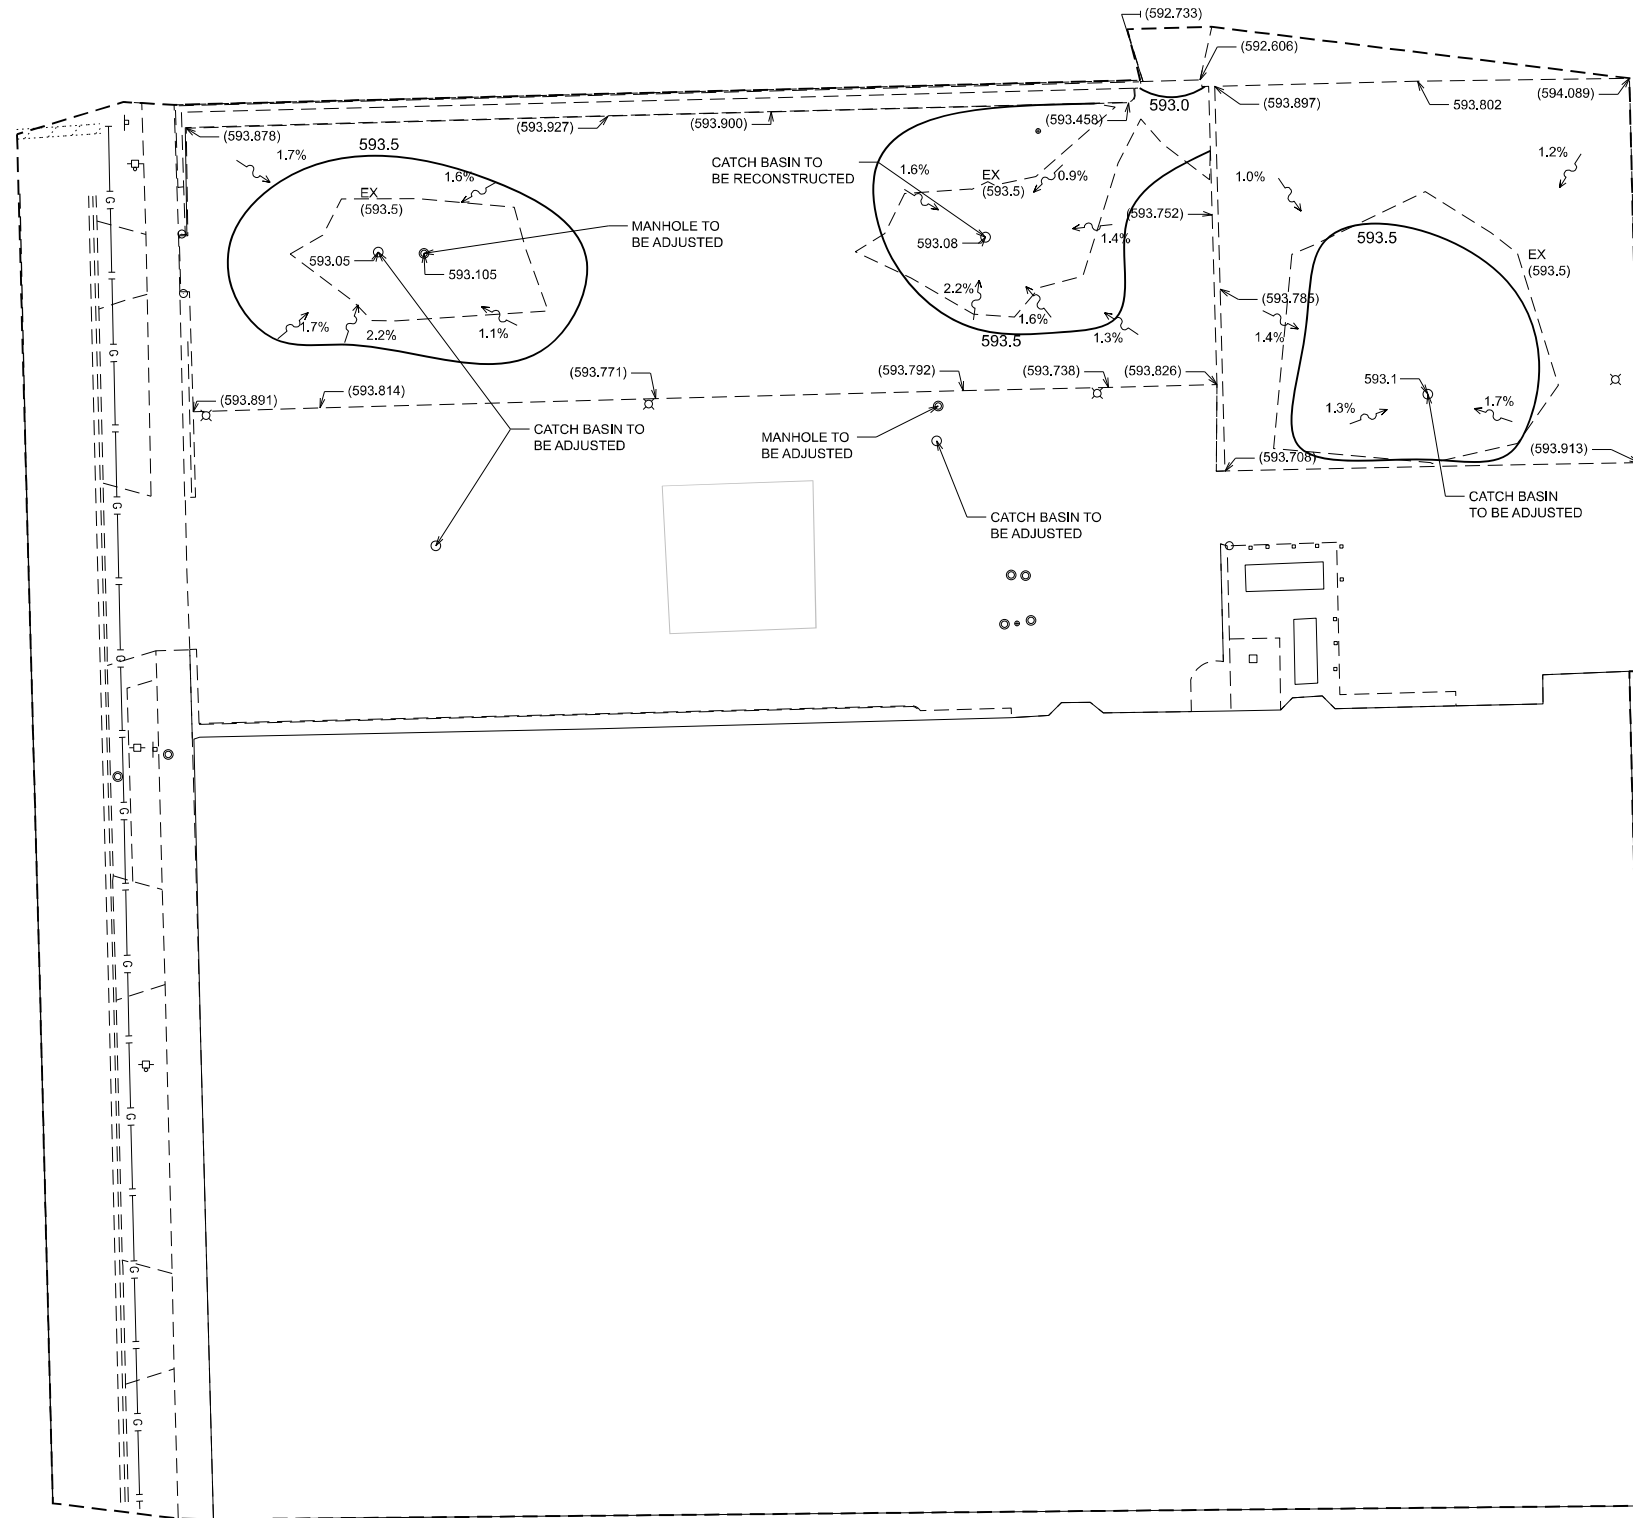 (592.733)
(592.606)
593.0
(593.897)
593.802
(594.089)
(593.878)
(593.927)
(593.900)
(593.458)
593.5
1.7%
1.6%
EX
(593.5)
MANHOLE TO
BE ADJUSTED
593.05
593.105
1.7%
2.2%
1.1%
CATCH BASIN TO
BE RECONSTRUCTED
1.6%
EX
(593.5)
0.9%
(593.752)
1.4%
593.08
2.2%
1.6%
593.5
1.3%
1.0%
1.2%
593.5
EX
(593.5)
(593.785)
1.4%
593.1
1.3%
1.7%
(593.891)
(593.814)
(593.771)
(593.792)
(593.738)
(593.826)
(593.708)
(593.913)
CATCH BASIN TO
BE ADJUSTED
MANHOLE TO
BE ADJUSTED
CATCH BASIN TO
BE ADJUSTED
CATCH BASIN
TO BE ADJUSTED
G
G
G
G
G
G
G
G
G
G
G
G
G